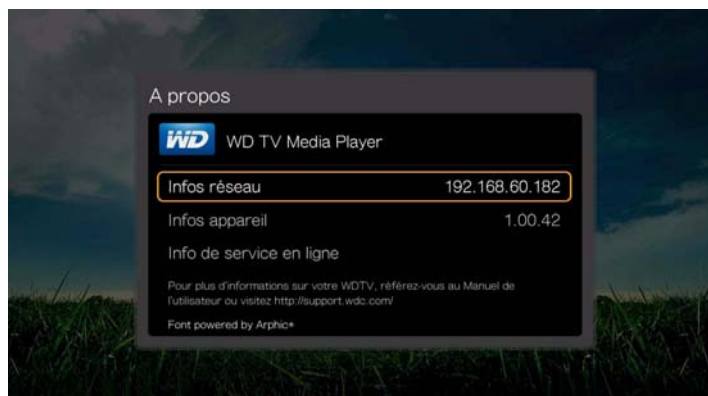 A propos
WD WD TV Media Player
Infos réseau 192.168.60.182
Infos appareil 1.00.42
Info de service en ligne
Pour plus d'informations sur votre WDTV, référez-vous au Manuel de
l'utilisateur ou visitez http://support.wdc.com/
Font powered by Arphic®